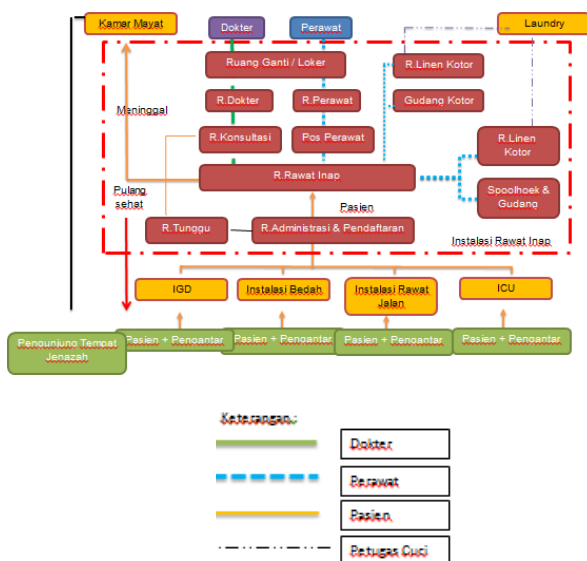 Kamar Mayat
Dokter
Perawat
Laundry
Ruang Ganti / Loker
R.Linen Kotor
R.Dokter
R.Perawat
Gudang Kotor
Meninggal
R.Konsultasi
Pos Perawat
R.Linen
Kotor
R.Rawat Inap
Pulang
sehat
Spoolhoek &
Gudang
Pasien
R.Tunggu
R.Administrasi & Pendaftaran
Instalasi Rawat Inap
IGD
Instalasi Bedah
Instalasi Rawat
Jalan
ICU
Pengunjung Tempat
Jenazah
Pasien + Pengantar
Pasien + Pengantar
Pasien + Pengantar
Pasien + Pengantar
Keterangan :
Dokter
Perawat
Pasien
Petugas Cuci